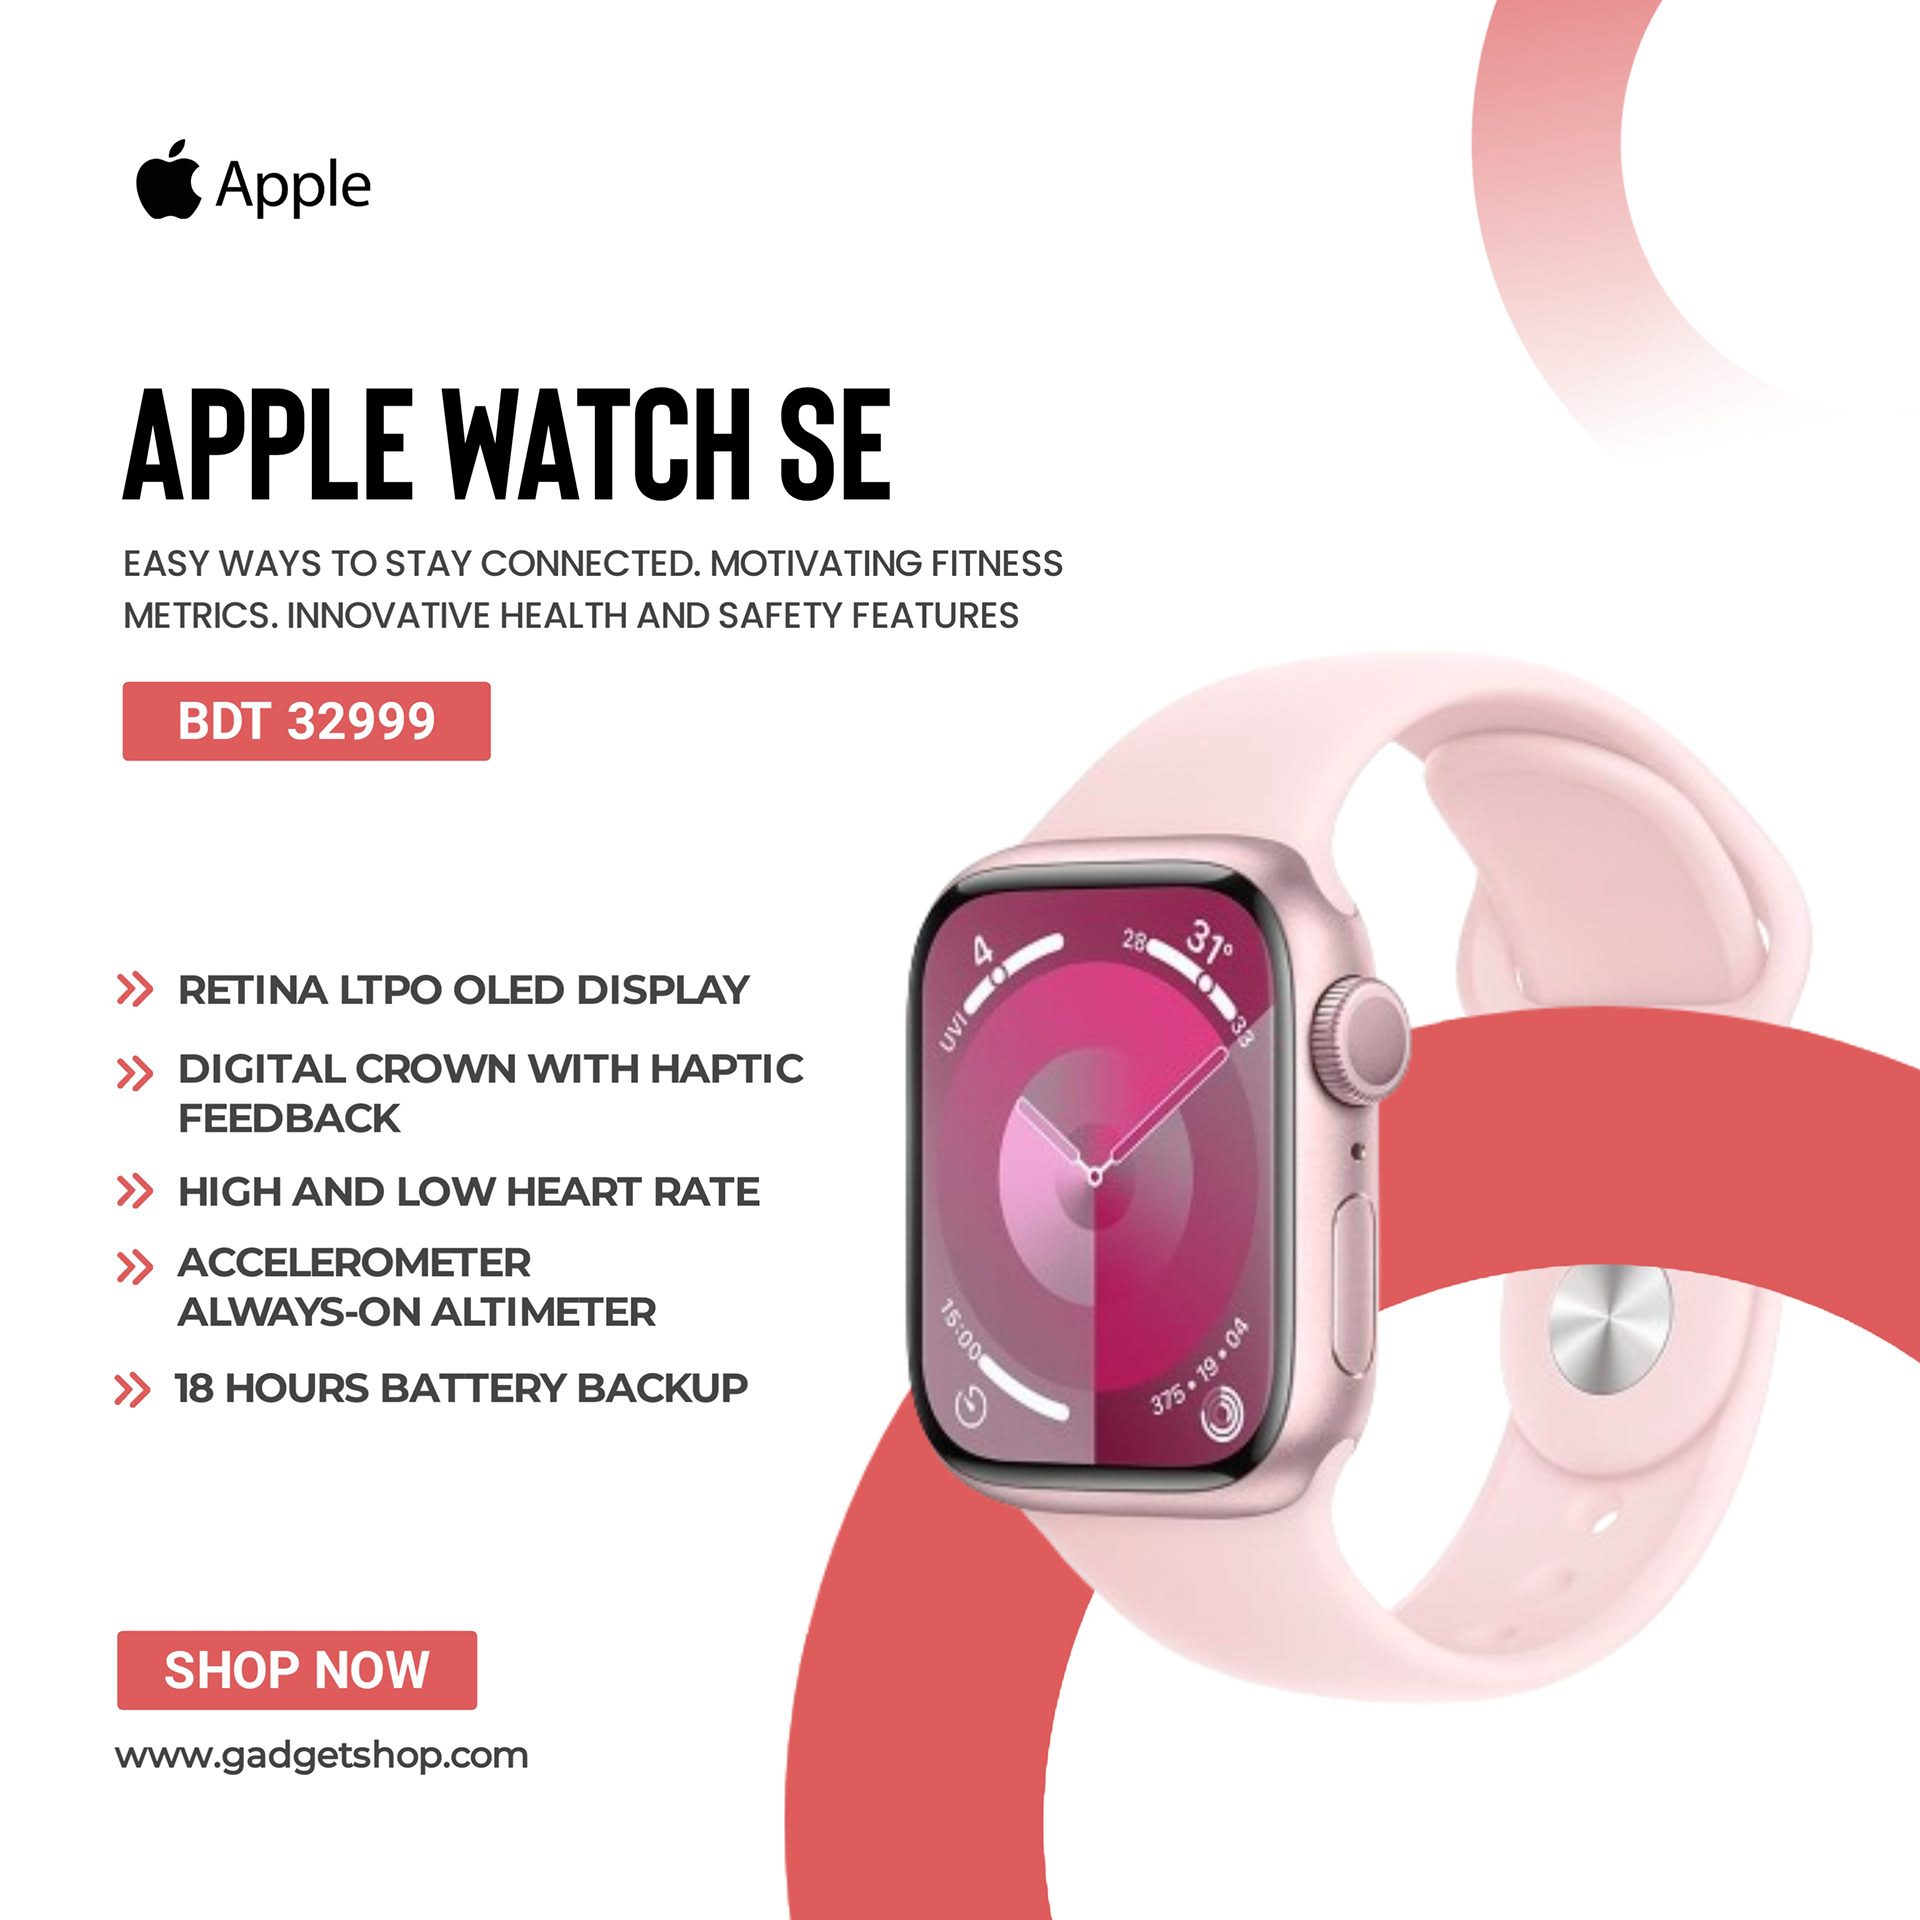 Apple
APPLE WATCH SE
EASY WAYS TO STAY CONNECTED. MOTIVATING FITNESS
METRICS. INNOVATIVE HEALTH AND SAFETY FEATURES
BDT 32999
RETINA LTPO OLED DISPLAY
DIGITAL CROWN WITH HAPTIC
FEEDBACK
HIGH AND LOW HEART RATE
ACCELEROMETER
ALWAYS-ON ALTIMETER
18 HOURS BATTERY BACKUP
4
UVI
28 31° 33
15:00
375 • 19 • 04
SHOP NOW
www.gadgetshop.com